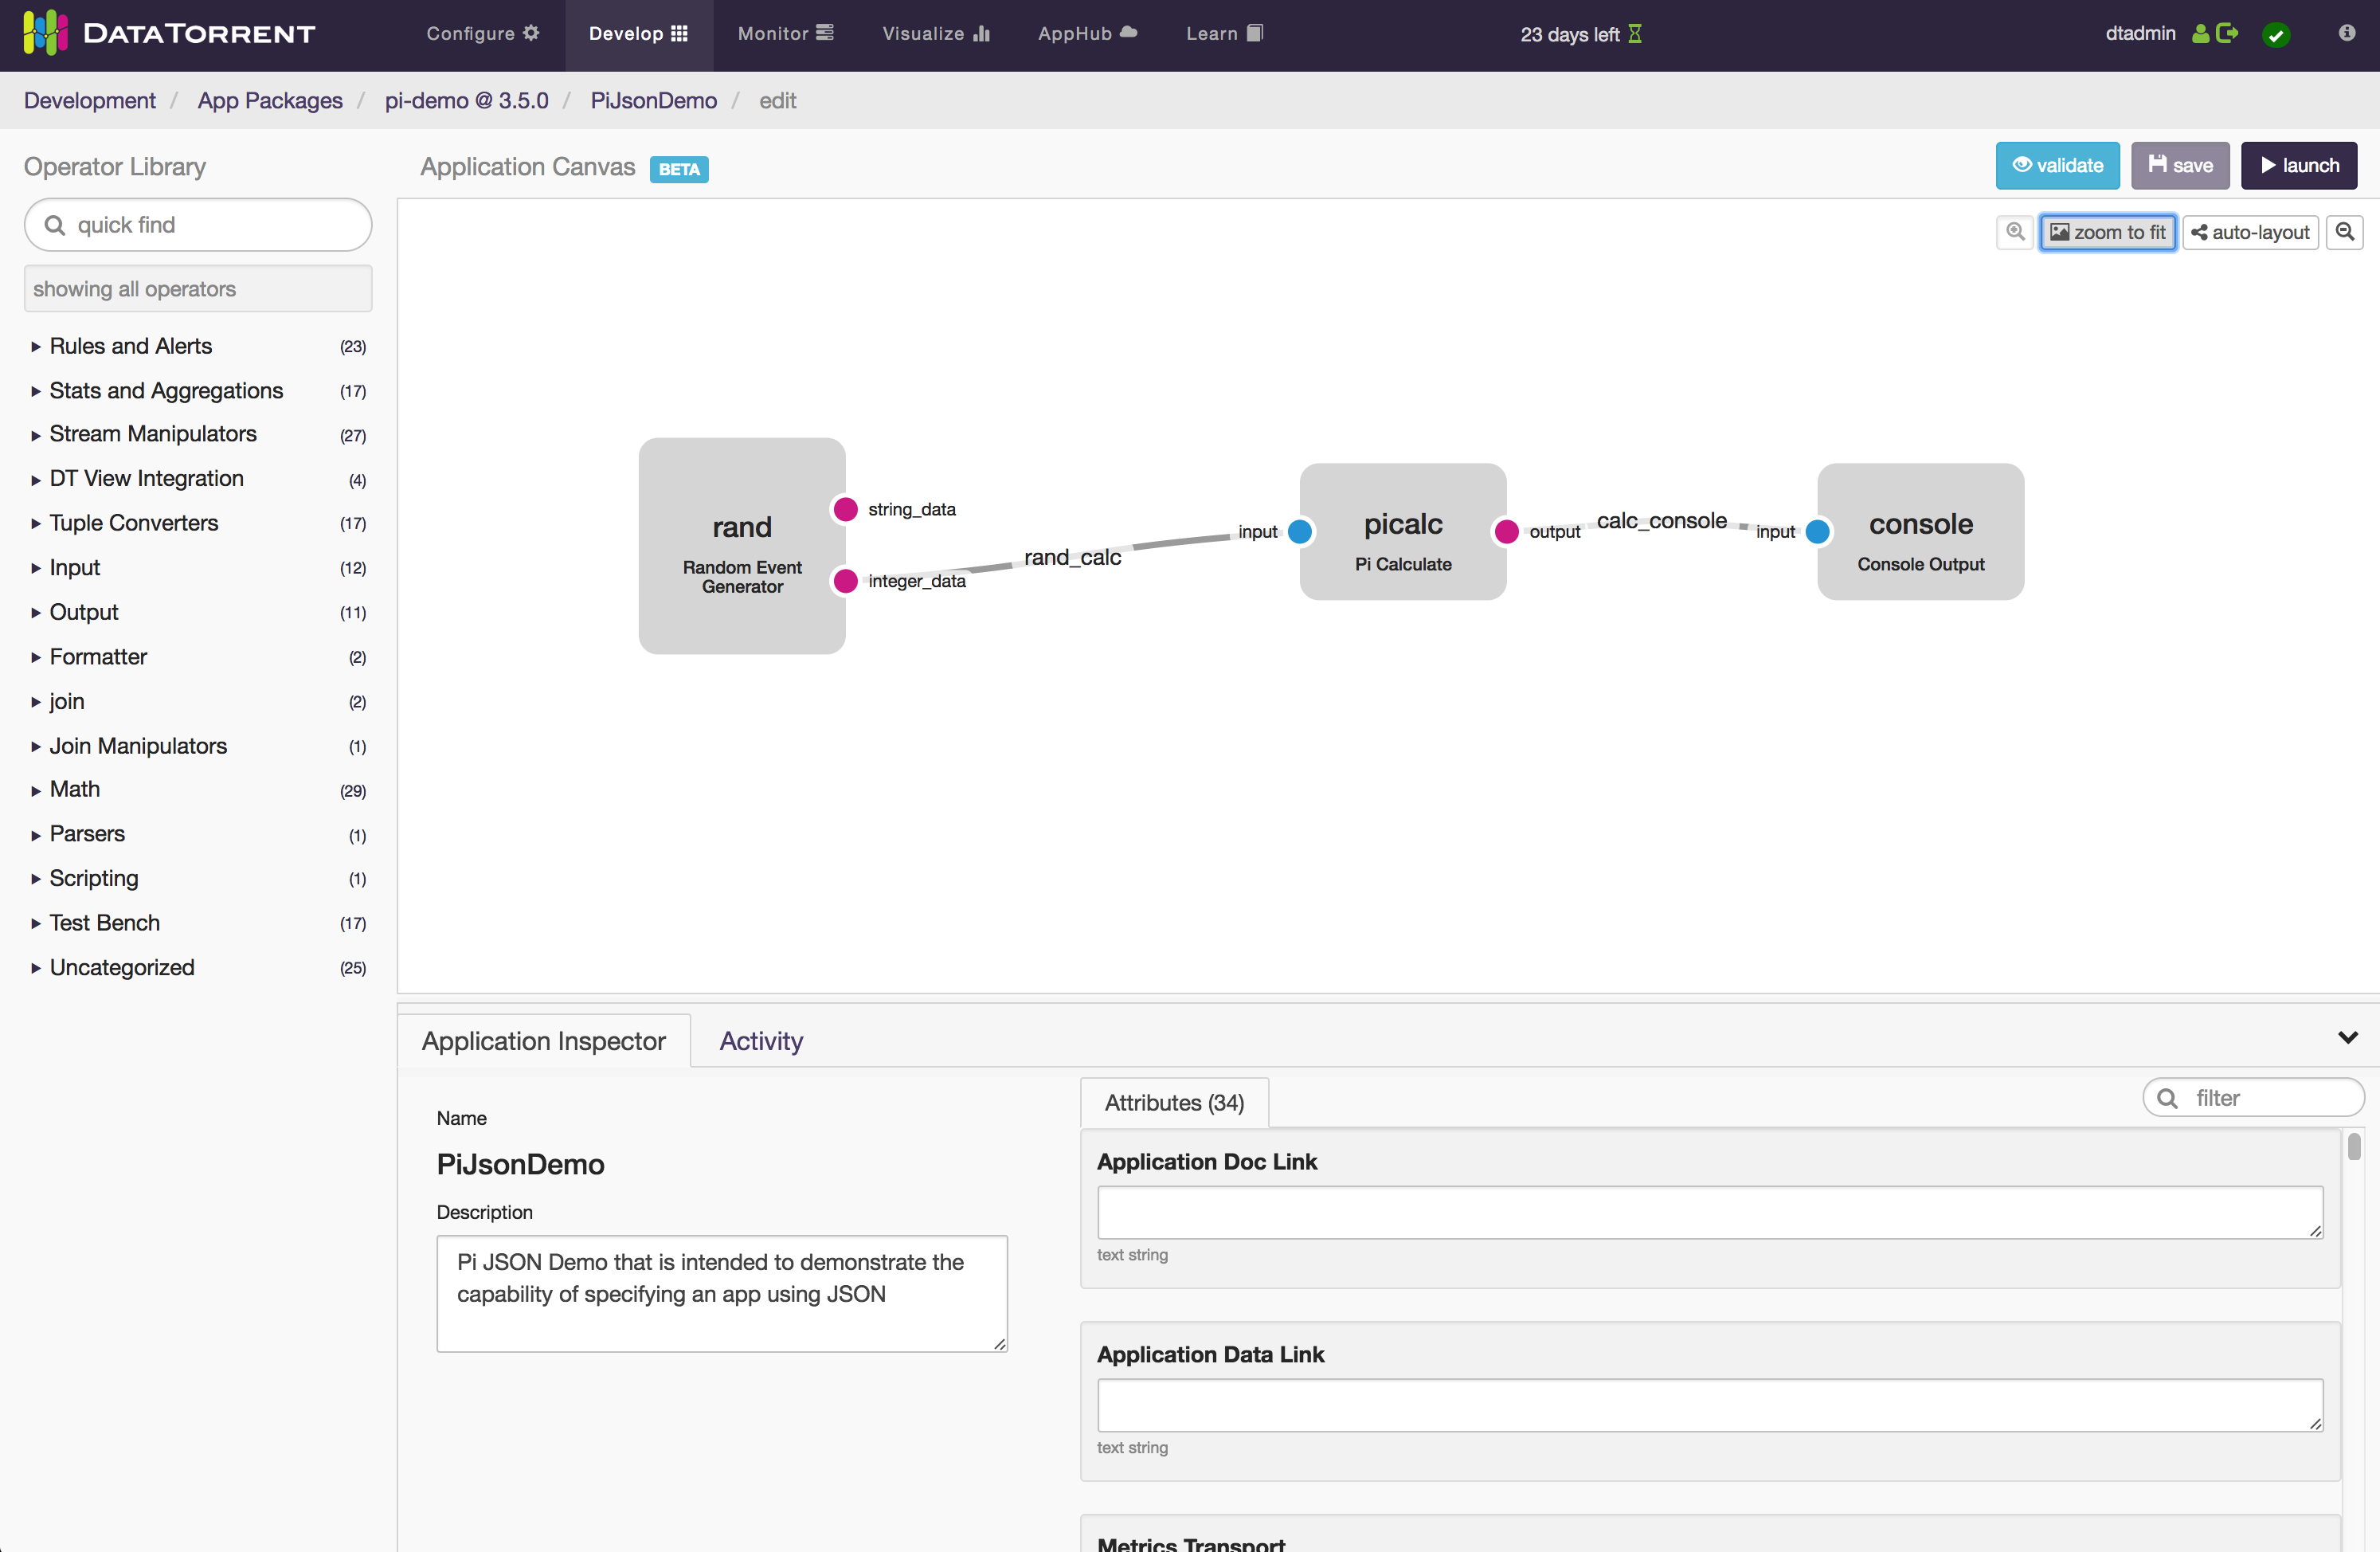 DATATORRENT
Configure
Develop
Monitor
Visualize
AppHub
Learn
23 days left
dtadmin
Development / App Packages / pi-demo @ 3.5.0 / PiJsonDemo / edit
Operator Library
Application Canvas BETA
validate
save
launch
quick find
zoom to fit
auto-layout
showing all operators
Rules and Alerts (23)
Stats and Aggregations (17)
Stream Manipulators (27)
DT View Integration (4)
Tuple Converters (17)
Input (12)
Output (11)
Formatter (2)
join (2)
Join Manipulators (1)
Math (29)
Parsers (1)
Scripting (1)
Test Bench (17)
Uncategorized (25)
rand
Random Event
Generator
string_data
integer_data
rand_calc
input
picalc
Pi Calculate
output
calc_console
input
console
Console Output
Application Inspector
Activity
Name
PiJsonDemo
Description
Pi JSON Demo that is intended to demonstrate the
capability of specifying an app using JSON
Attributes (34)
filter
Application Doc Link
text string
Application Data Link
text string
Metrics Transport